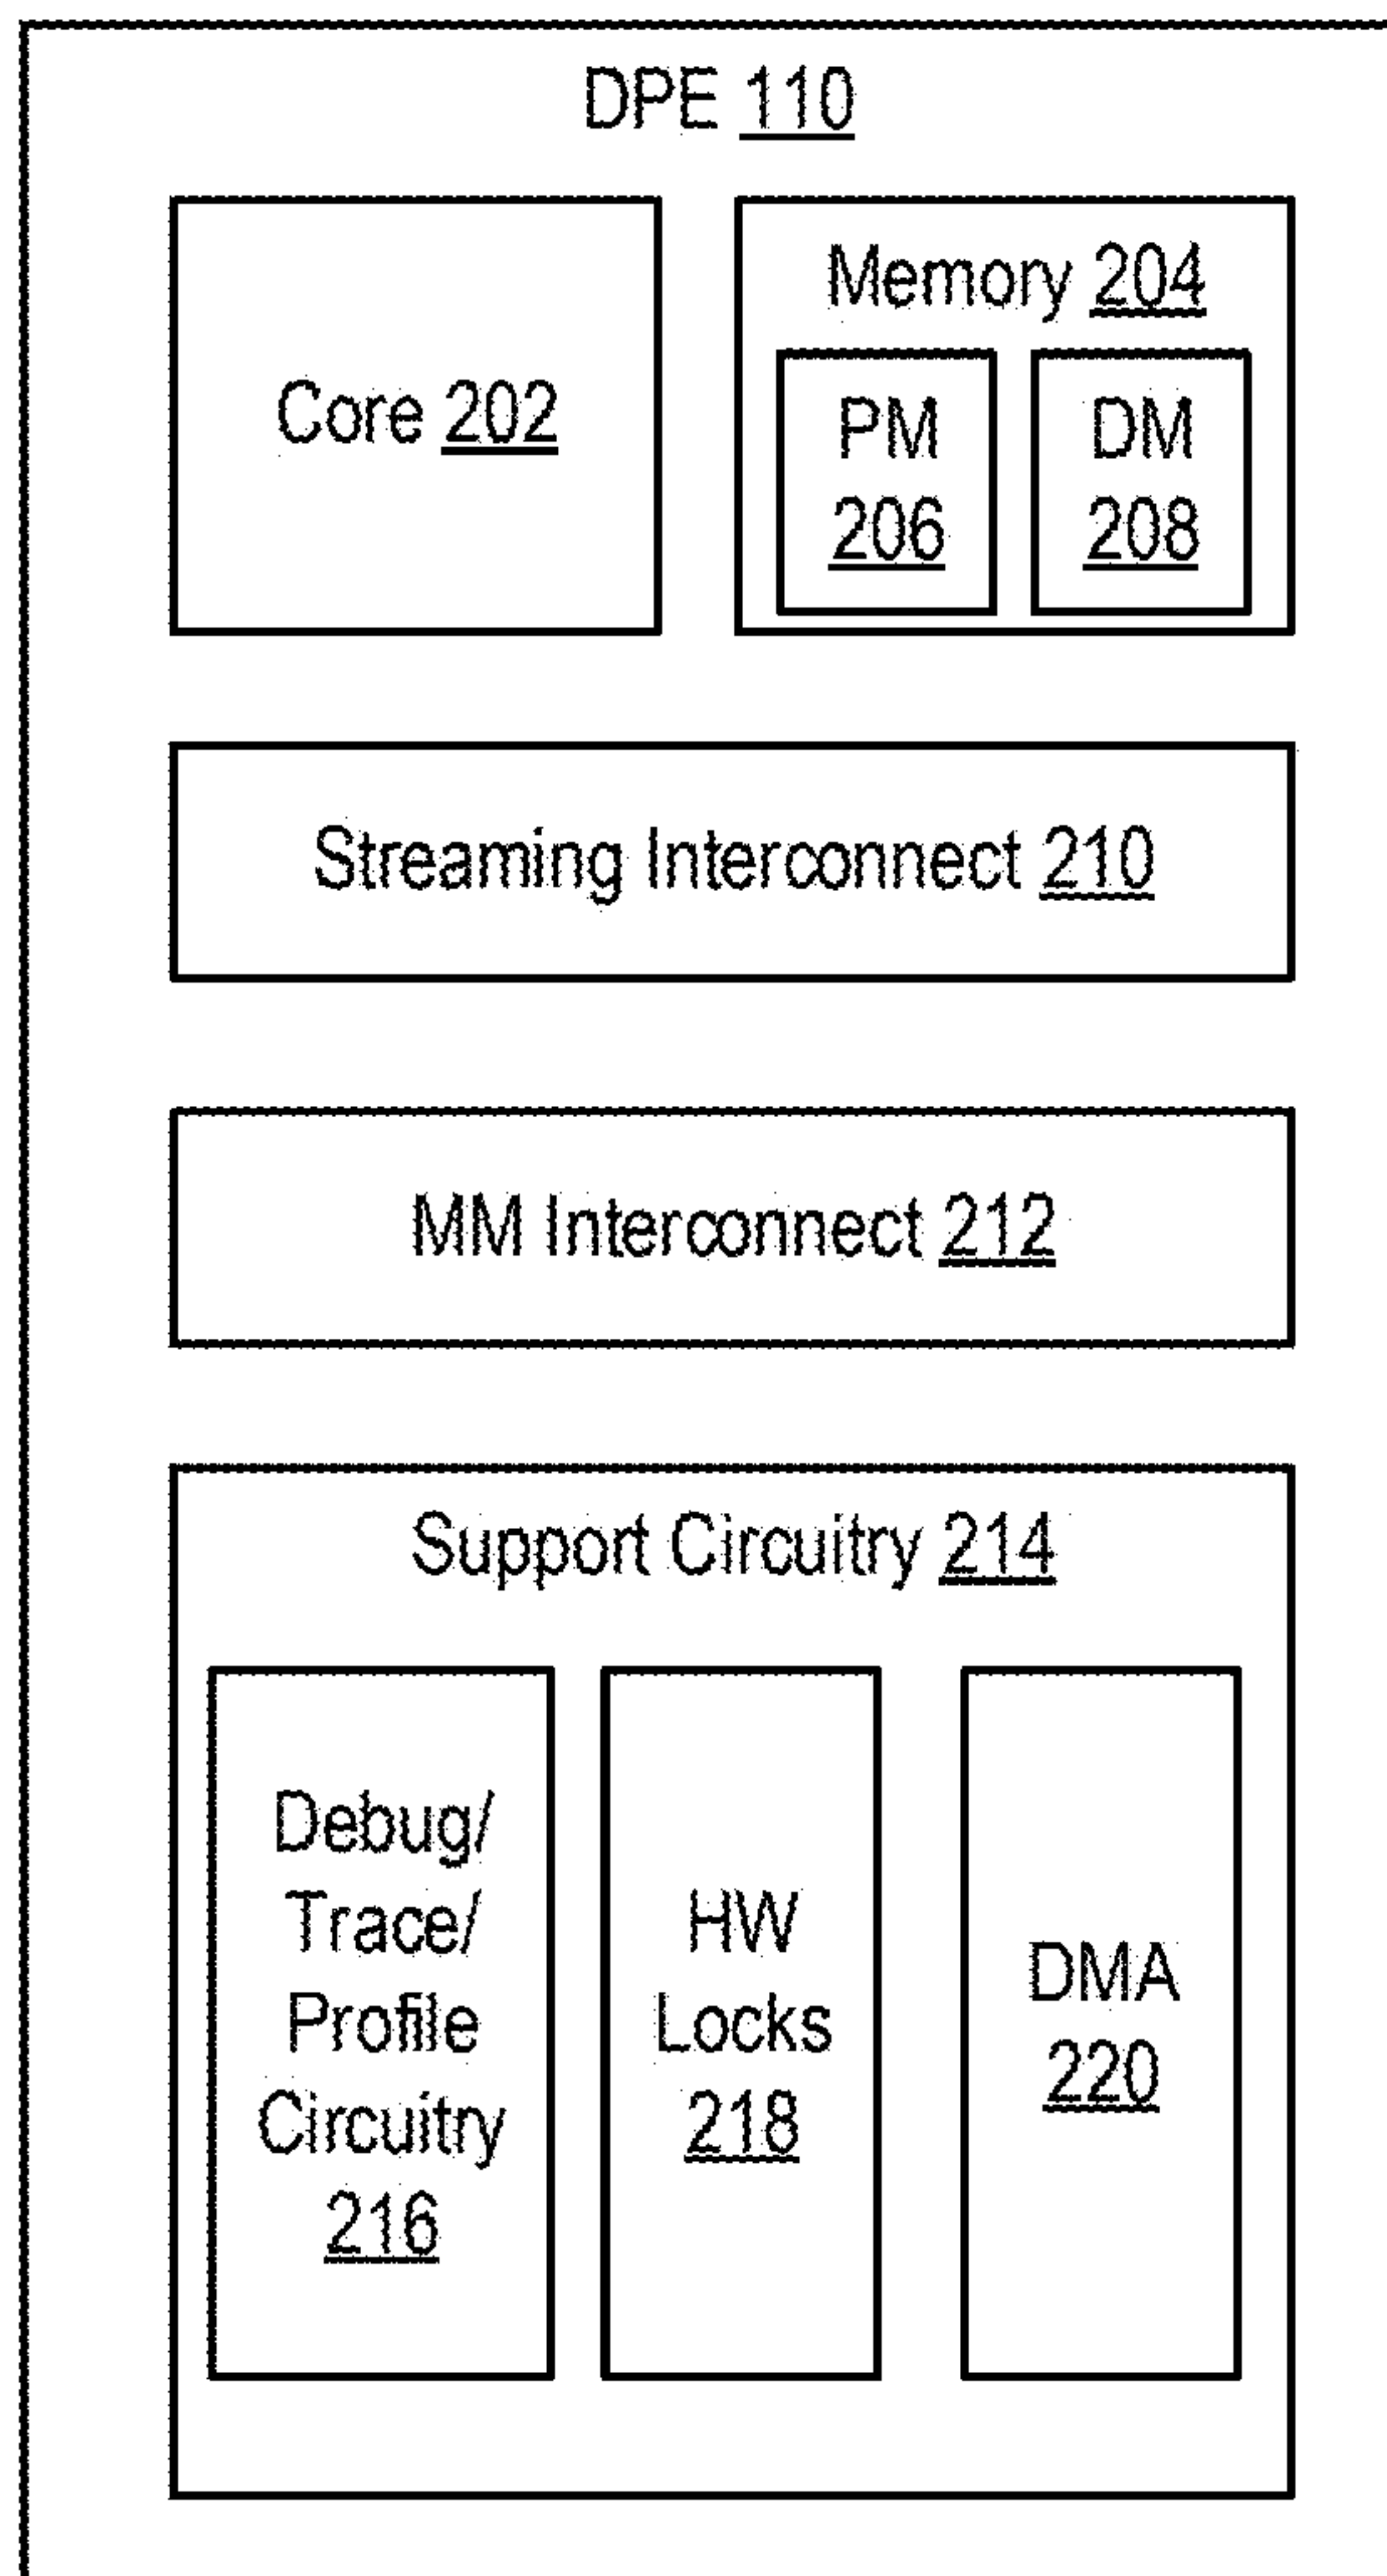 DPE 110
Core 202
Memory 204
PM
206
DM
208
Streaming Interconnect 210
MM Interconnect 212
Support Circuitry 214
Debug/
Trace/
Profile
Circuitry
216
HW
Locks
218
DMA
220